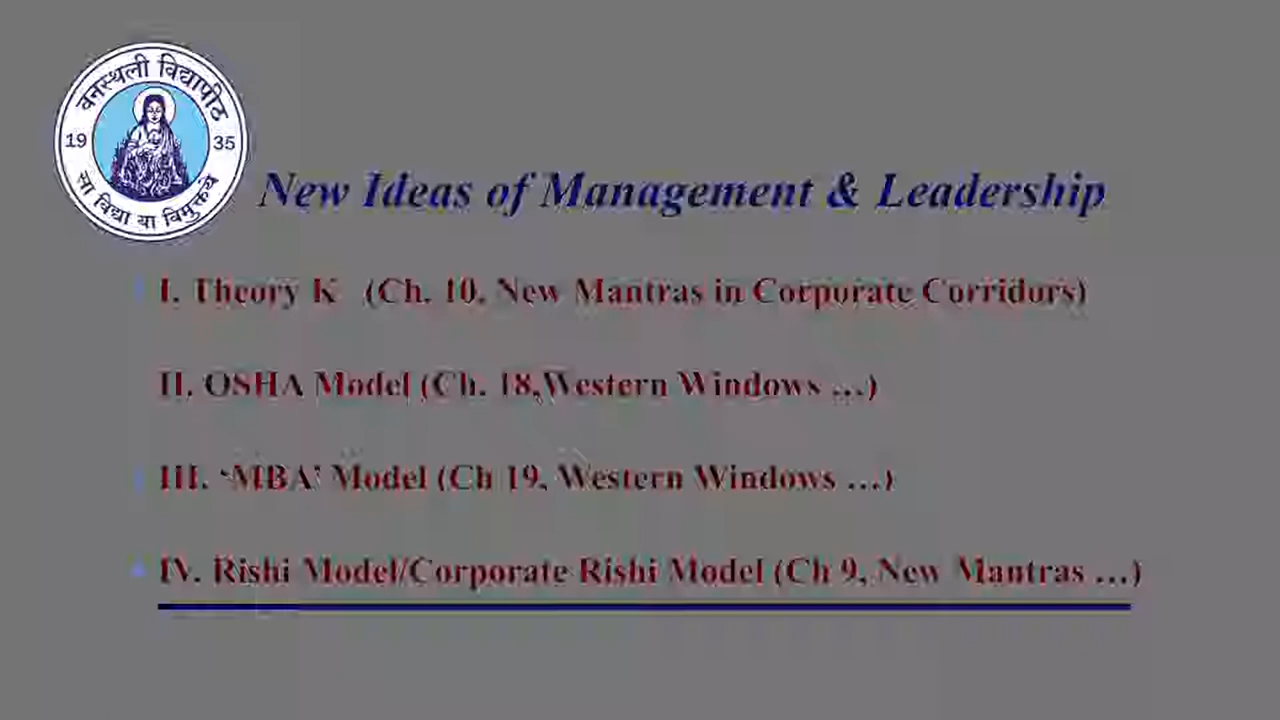 वनस्थली विद्यापीठ
19 35
सा विद्या या विमुक्तये
New Ideas of Management & Leadership
I. Theory K (Ch. 10, New Mantras in Corporate Corridors)
II. OSHA Model (Ch. 18,Western Windows ...)
III. ‘MBA’ Model (Ch 19, Western Windows ...)
IV. Rishi Model/Corporate Rishi Model (Ch 9, New Mantras ...)